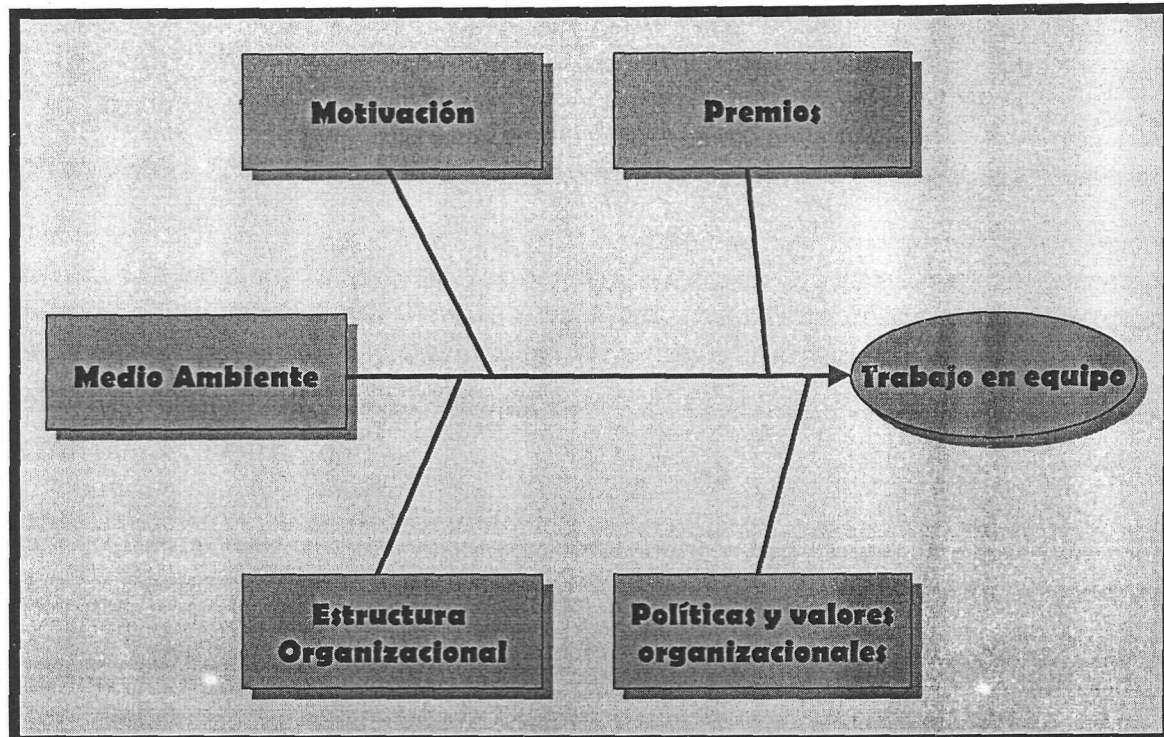 Motivación
Premios
Medio Ambiente
Trabajo en equipo
Estructura
Organizacional
Políticas y valores
organizacionales